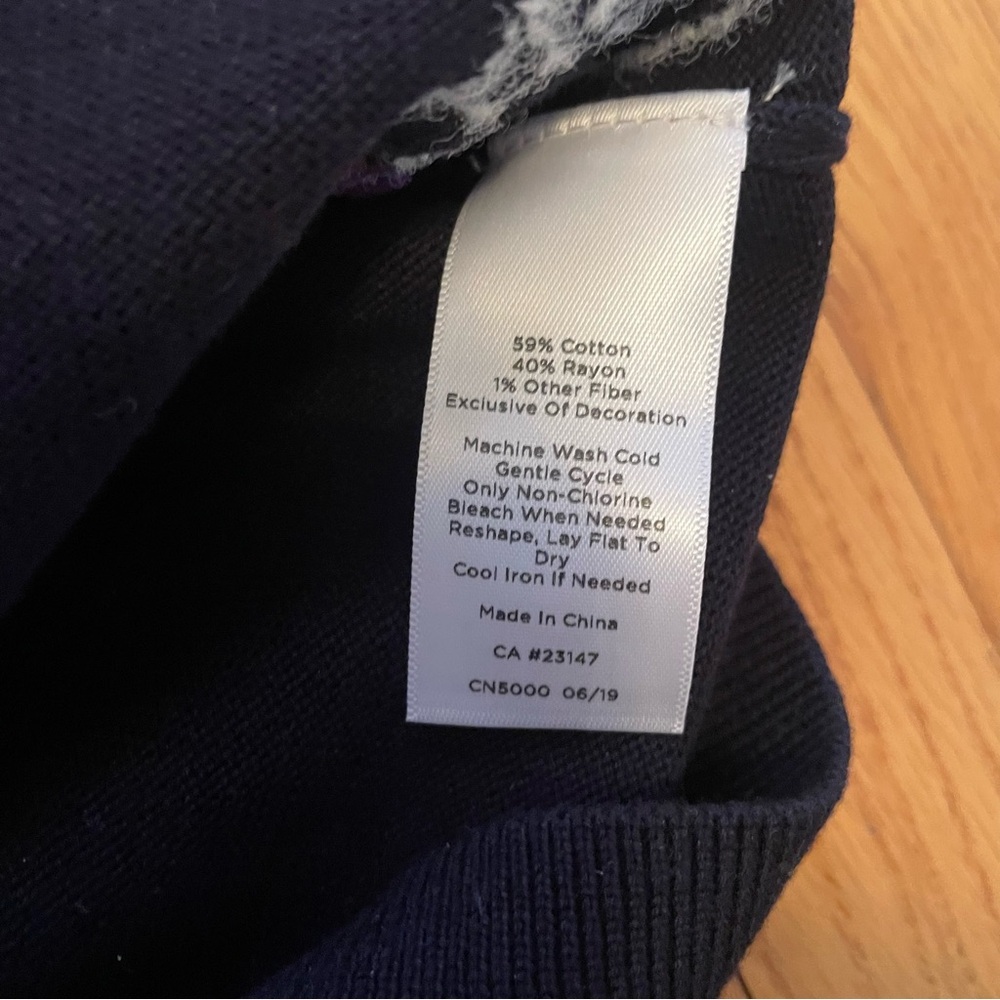 59% Cotton
40% Rayon
1% Other Fiber
Exclusive Of Decoration
Machine Wash Cold
Gentle Cycle
Only Non-Chlorine
Bleach When Needed
Reshape, Lay Flat To
Dry
Cool Iron If Needed
Made In China
CA #23147
CN5000 06/19